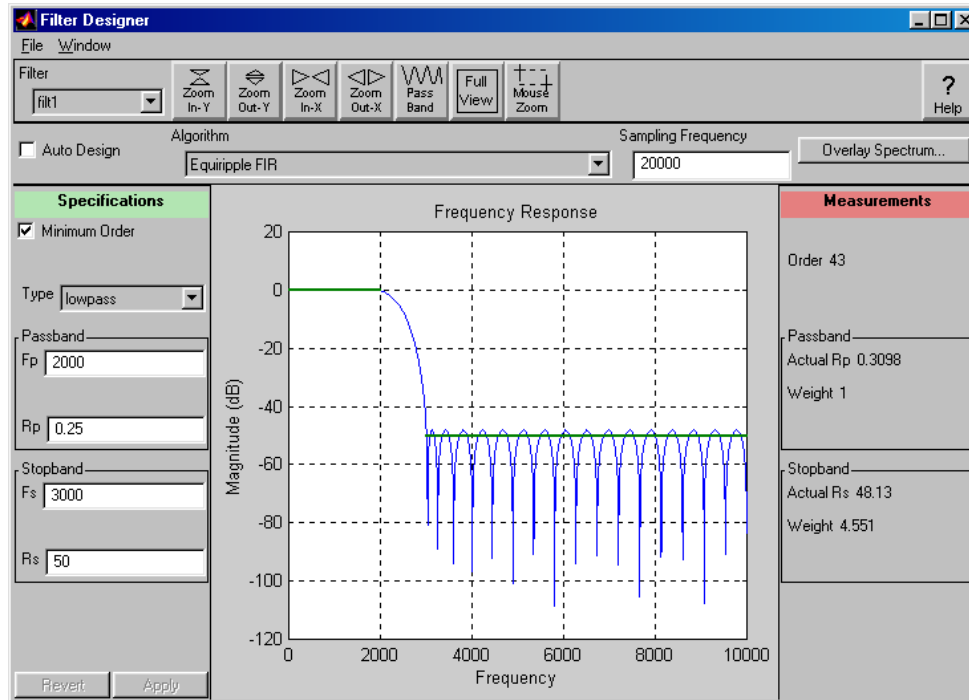 Filter Designer
File Window
Filter
filt1
Zoom In-Y
Zoom Out-Y
Zoom In-X
Zoom Out-X
Pass Band
Full View
Mouse Zoom
? Help
Auto Design
Algorithm
Equiripple FIR
Sampling Frequency
20000
Overlay Spectrum...
Specifications
Minimum Order
Type lowpass
Passband
Fp 2000
Rp 0.25
Stopband
Fs 3000
Rs 50
Revert Apply
Frequency Response
Magnitude (dB)
20
0
-20
-40
-60
-80
-100
-120
0 2000 4000 6000 8000 10000
Frequency
Measurements
Order 43
Passband
Actual Rp 0.3098
Weight 1
Stopband
Actual Rs 48.13
Weight 4.551